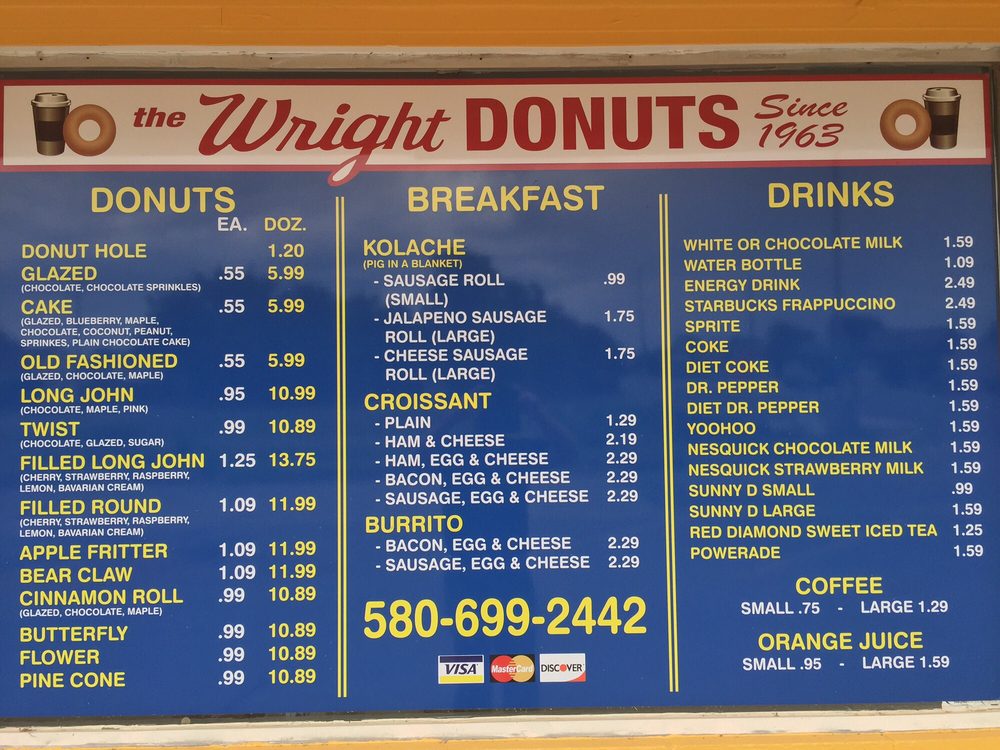 the Wright DONUTS Since 1963
DONUTS
EA. DOZ.
DONUT HOLE 1.20
GLAZED .55 5.99
(CHOCOLATE, CHOCOLATE SPRINKLES)
CAKE .55 5.99
(GLAZED, BLUEBERRY, MAPLE,
CHOCOLATE, COCONUT, PEANUT,
SPRINKES, PLAIN CHOCOLATE CAKE)
OLD FASHIONED .55 5.99
(GLAZED, CHOCOLATE, MAPLE)
LONG JOHN .95 10.99
(CHOCOLATE, MAPLE, PINK)
TWIST .99 10.89
(CHOCOLATE, GLAZED, SUGAR)
FILLED LONG JOHN 1.25 13.75
(CHERRY, STRAWBERRY, RASPBERRY,
LEMON, BAVARIAN CREAM)
FILLED ROUND 1.09 11.99
(CHERRY, STRAWBERRY, RASPBERRY,
LEMON, BAVARIAN CREAM)
APPLE FRITTER 1.09 11.99
BEAR CLAW 1.09 11.99
CINNAMON ROLL .99 10.89
(GLAZED, CHOCOLATE, MAPLE)
BUTTERFLY .99 10.89
FLOWER .99 10.89
PINE CONE .99 10.89
BREAKFAST
KOLACHE
(PIG IN A BLANKET)
- SAUSAGE ROLL .99
(SMALL)
- JALAPENO SAUSAGE 1.75
ROLL (LARGE)
- CHEESE SAUSAGE 1.75
ROLL (LARGE)
CROISSANT
- PLAIN 1.29
- HAM & CHEESE 2.19
- HAM, EGG & CHEESE 2.29
- BACON, EGG & CHEESE 2.29
- SAUSAGE, EGG & CHEESE 2.29
BURRITO
- BACON, EGG & CHEESE 2.29
- SAUSAGE, EGG & CHEESE 2.29
580-699-2442
VISA MasterCard DISCOVER
DRINKS
WHITE OR CHOCOLATE MILK 1.59
WATER BOTTLE 1.09
ENERGY DRINK 2.49
STARBUCKS FRAPPUCCINO 2.49
SPRITE 1.59
COKE 1.59
DIET COKE 1.59
DR. PEPPER 1.59
DIET DR. PEPPER 1.59
YOOHOO 1.59
NESQUICK CHOCOLATE MILK 1.59
NESQUICK STRAWBERRY MILK 1.59
SUNNY D SMALL .99
SUNNY D LARGE 1.59
RED DIAMOND SWEET ICED TEA 1.25
POWERADE 1.59
COFFEE
SMALL .75 - LARGE 1.29
ORANGE JUICE
SMALL .95 - LARGE 1.59